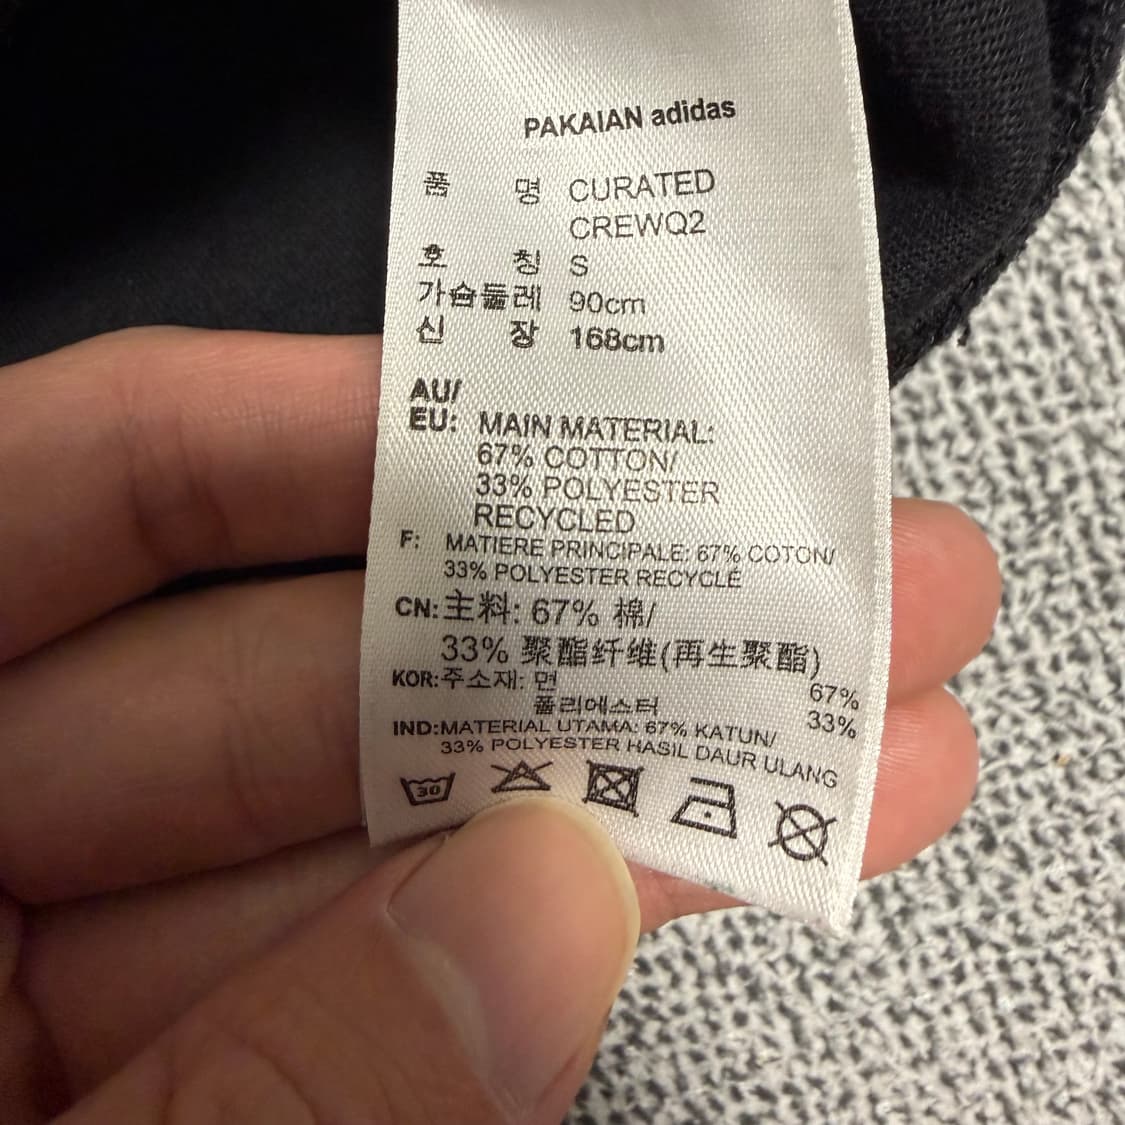 PAKAIAN adidas
품 명 CURATED
CREWQ2
호 칭 S
가슴둘레 90cm
신 장 168cm
AU/
EU: MAIN MATERIAL:
67% COTTON/
33% POLYESTER
RECYCLED
F: MATIERE PRINCIPALE: 67% COTON/
33% POLYESTER RECYCLÉ
CN: 主料: 67% 棉/
33% 聚酯纤维(再生聚酯)
KOR: 주소재: 면 67%
폴리에스터 33%
IND: MATERIAL UTAMA: 67% KATUN/
33% POLYESTER HASIL DAUR ULANG
30